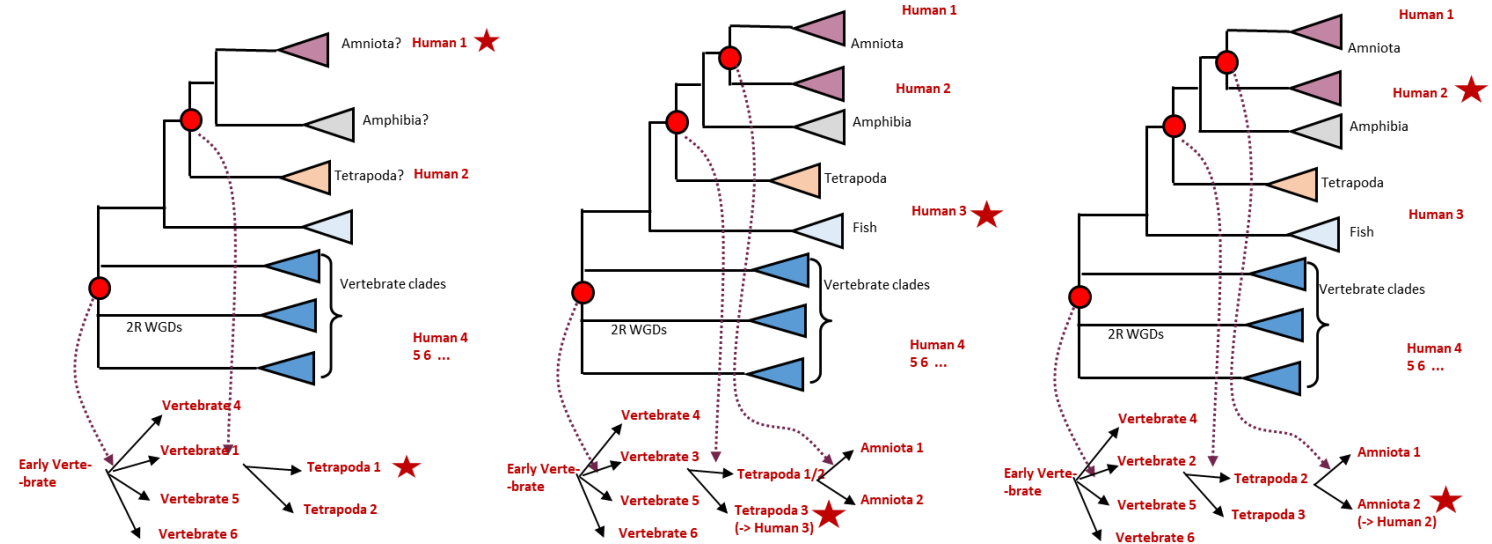 Amniota? Human 1
Amphibia?
Tetrapoda? Human 2
Vertebrate clades
2R WGDs
Human 4
5 6 ...
Vertebrate 4
Early Verte-
-brate
Vertebrate 1
Tetrapoda 1
Vertebrate 5
Tetrapoda 2
Vertebrate 6
Human 1
Amniota
Human 2
Amphibia
Tetrapoda
Human 3
Fish
Vertebrate clades
2R WGDs
Human 4
5 6 ...
Vertebrate 4
Early Verte-
-brate
Vertebrate 3
Amniota 1
Tetrapoda 1/2
Vertebrate 5
Amniota 2
Tetrapoda 3
(-> Human 3)
Vertebrate 6
Human 1
Amniota
Human 2
Amphibia
Tetrapoda
Human 3
Fish
Vertebrate clades
2R WGDs
Human 4
5 6 ...
Vertebrate 4
Early Verte-
-brate
Vertebrate 2
Amniota 1
Tetrapoda 2
Vertebrate 5
Amniota 2
(-> Human 2)
Tetrapoda 3
Vertebrate 6